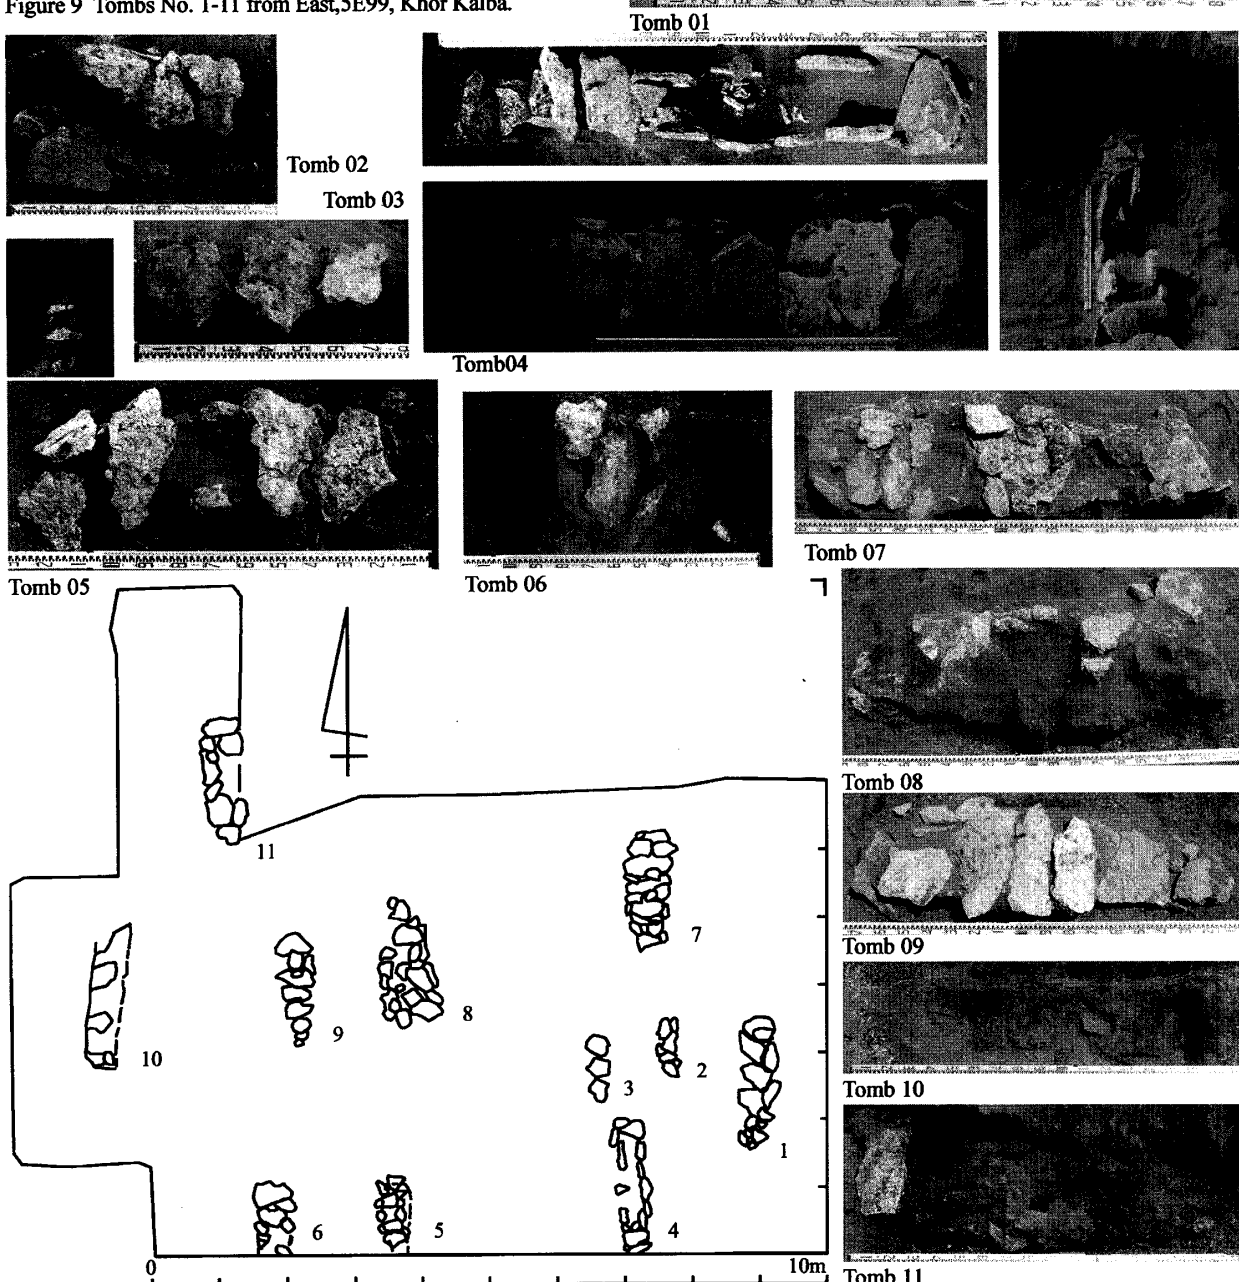 Figure 9 Tombs No. 1-11 from East,5E99, Khor Kalba.
Tomb 01
Tomb 02
Tomb 03
Tomb04
Tomb 05
Tomb 06
Tomb 07
Tomb 08
Tomb 09
Tomb 10
Tomb 11
11
7
8
9
10
3
2
1
6
5
4
0
10m